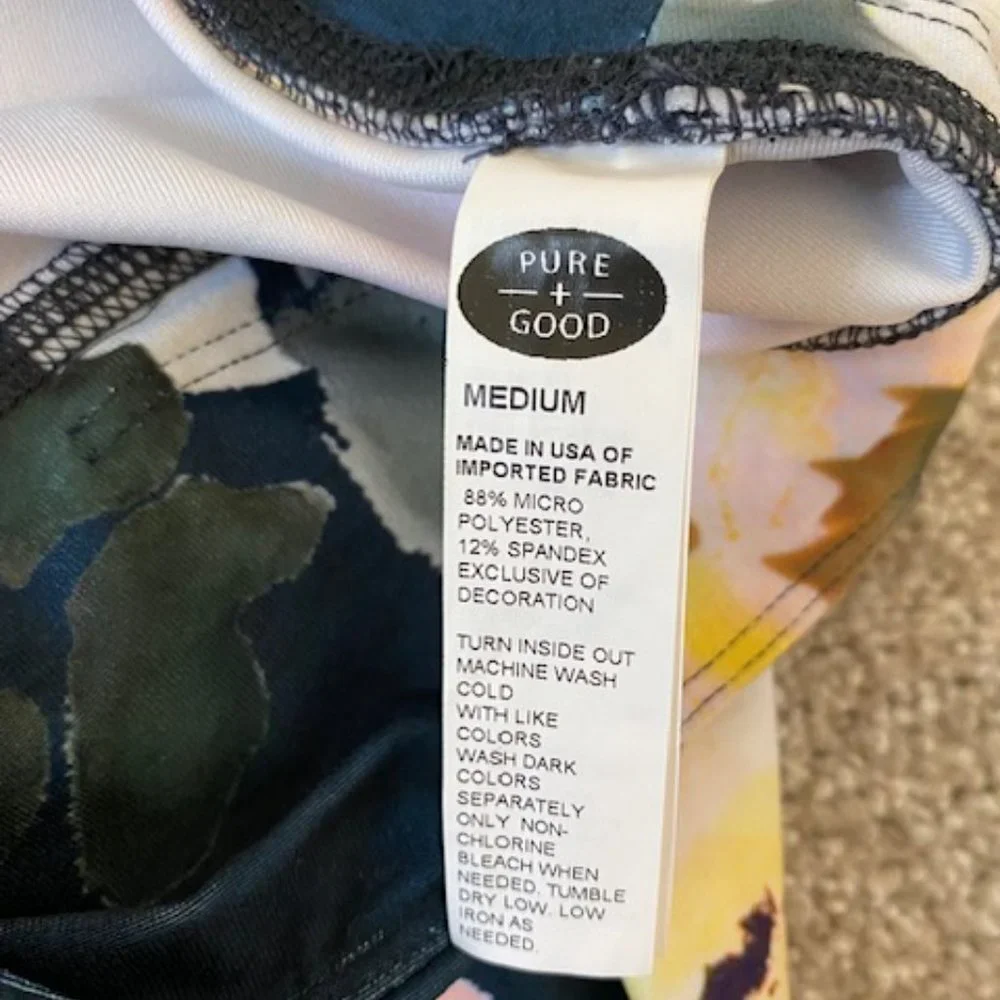 PURE
+
GOOD
MEDIUM
MADE IN USA OF
IMPORTED FABRIC
88% MICRO
POLYESTER,
12% SPANDEX
EXCLUSIVE OF
DECORATION
TURN INSIDE OUT
MACHINE WASH
COLD
WITH LIKE
COLORS
WASH DARK
COLORS
SEPARATELY
ONLY NON-
CHLORINE
BLEACH WHEN
NEEDED. TUMBLE
DRY LOW. LOW
IRON AS
NEEDED.